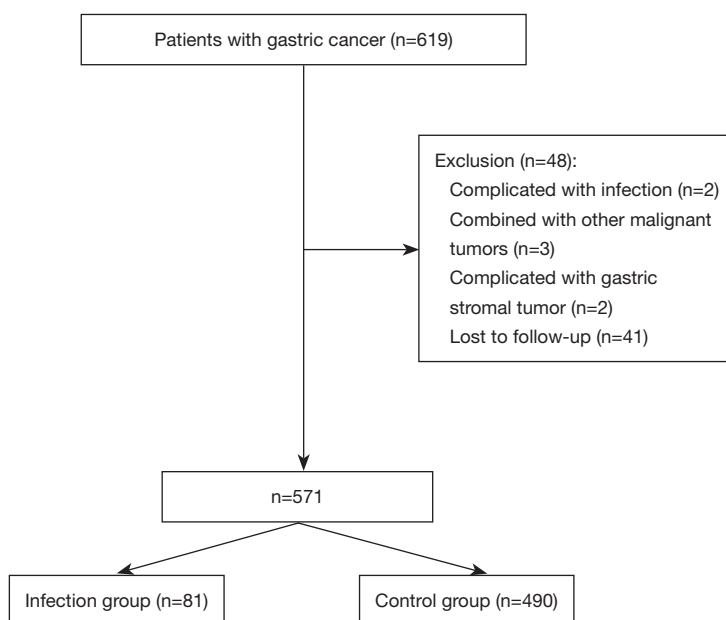 Patients with gastric cancer (n=619)
Exclusion (n=48):
Complicated with infection (n=2)
Combined with other malignant
tumors (n=3)
Complicated with gastric
stromal tumor (n=2)
Lost to follow-up (n=41)
n=571
Infection group (n=81)
Control group (n=490)